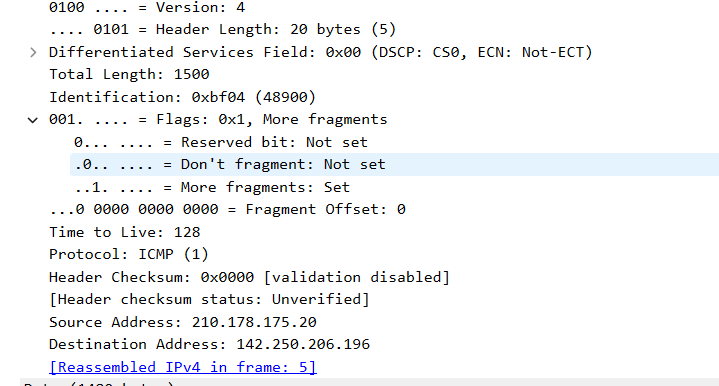 0100 .... = Version: 4
.... 0101 = Header Length: 20 bytes (5)
Differentiated Services Field: 0x00 (DSCP: CS0, ECN: Not-ECT)
Total Length: 1500
Identification: 0xbf04 (48900)
001. .... = Flags: 0x1, More fragments
0... .... = Reserved bit: Not set
.0.. .... = Don't fragment: Not set
..1. .... = More fragments: Set
...0 0000 0000 0000 = Fragment Offset: 0
Time to Live: 128
Protocol: ICMP (1)
Header Checksum: 0x0000 [validation disabled]
[Header checksum status: Unverified]
Source Address: 210.178.175.20
Destination Address: 142.250.206.196
[Reassembled IPv4 in frame: 5]